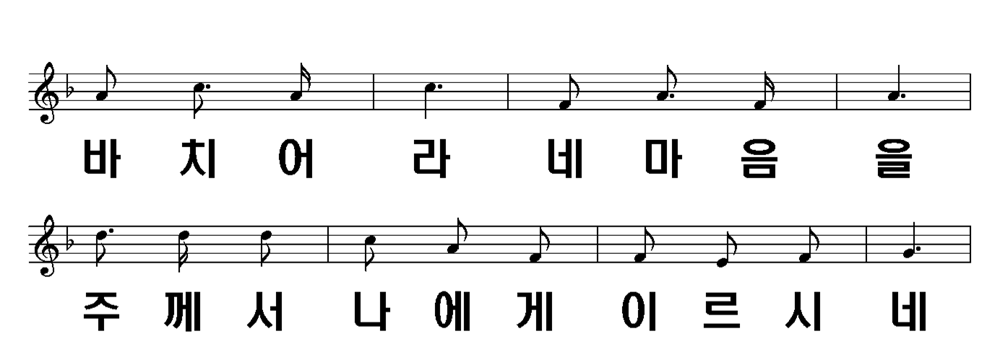 바 치 어 라 네 마 음 을
주 께 서 나 에 게 이 르 시 네